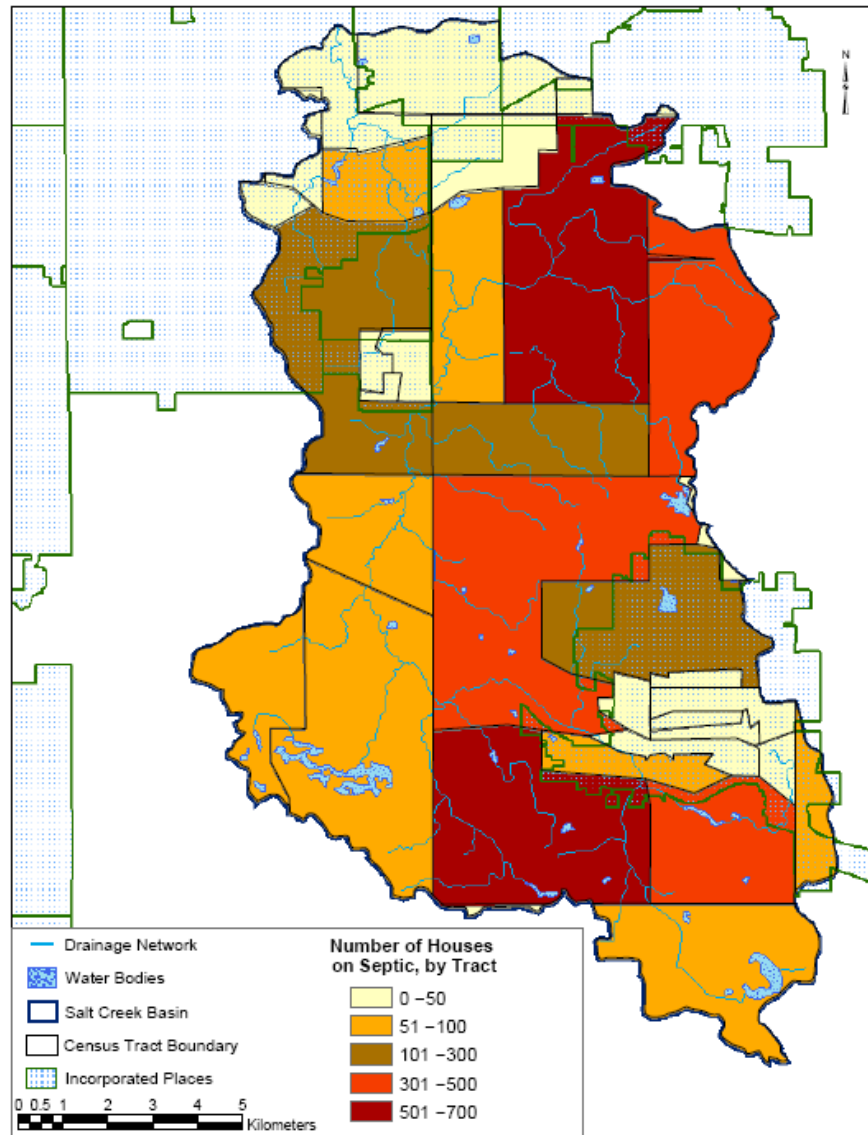 N
Drainage Network
Water Bodies
Salt Creek Basin
Census Tract Boundary
Incorporated Places
0 0.5 1 2 3 4 5
Kilometers
Number of Houses
on Septic, by Tract
0 –50
51 –100
101 –300
301 –500
501 –700